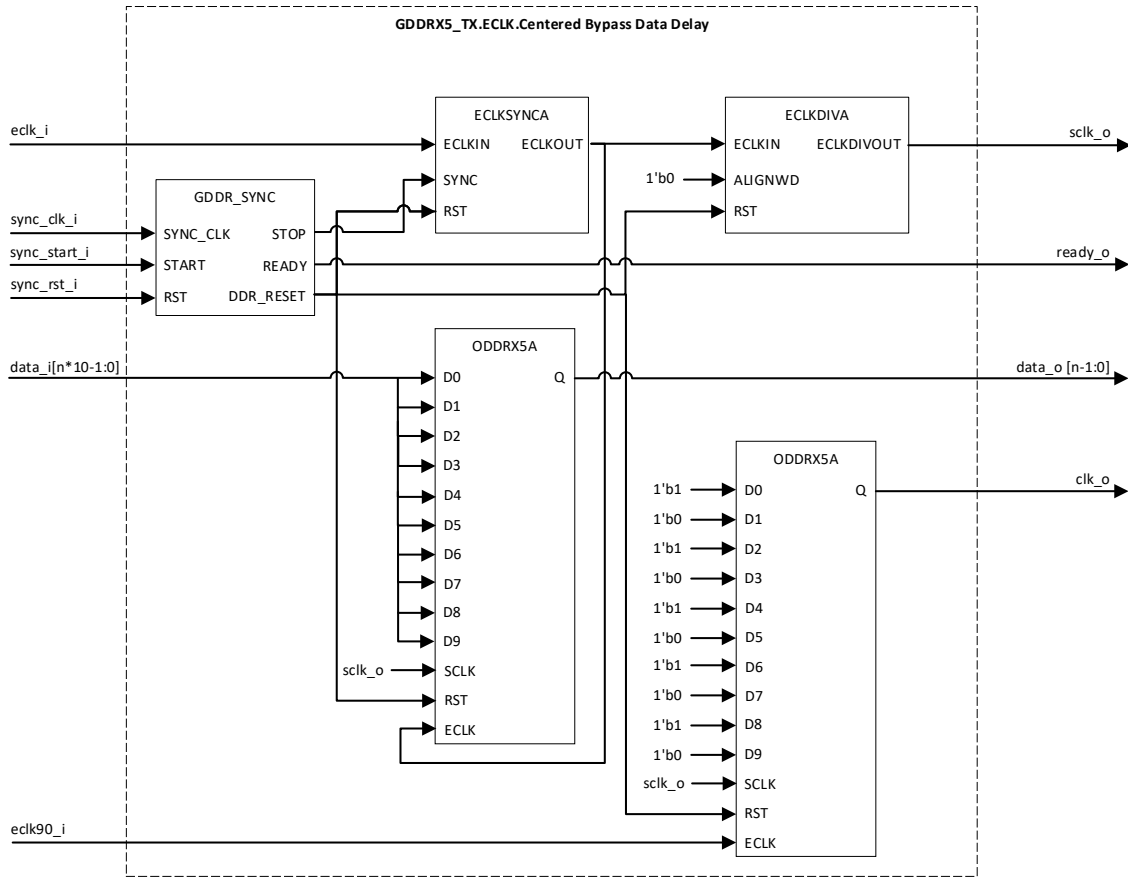 GDDRX5_TX.ECLK.Centered Bypass Data Delay
eclk_i
ECLKSYNCA
ECLKIN ECLKOUT
SYNC
RST
ECLKDIVA
ECLKIN ECLKDIVOUT
1'b0 ALIGNWD
RST
sclk_o
sync_clk_i
sync_start_i
sync_rst_i
GDDR_SYNC
SYNC_CLK STOP
START READY
RST DDR_RESET
ready_o
data_i[n*10-1:0]
ODDRX5A
D0 Q
D1
D2
D3
D4
D5
D6
D7
D8
D9
sclk_o SCLK
RST
ECLK
data_o [n-1:0]
ODDRX5A
1'b1 D0 Q
1'b0 D1
1'b1 D2
1'b0 D3
1'b1 D4
1'b0 D5
1'b1 D6
1'b0 D7
1'b1 D8
1'b0 D9
sclk_o SCLK
RST
ECLK
clk_o
eclk90_i